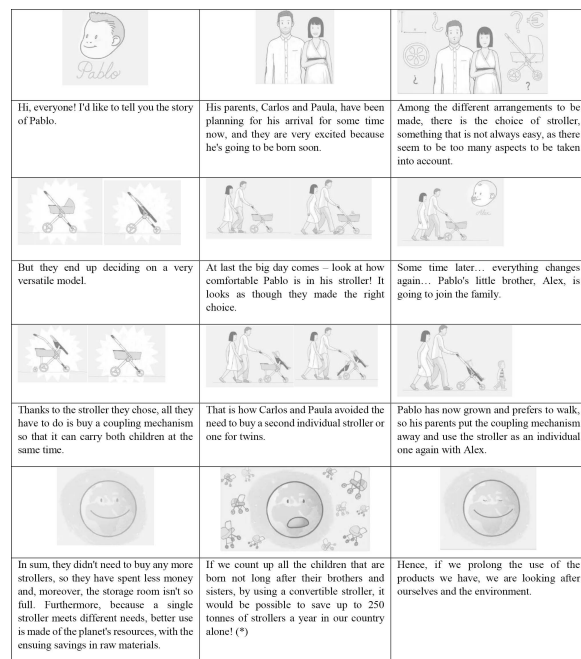 Pablo
Hi, everyone! I'd like to tell you the story
of Pablo.
His parents, Carlos and Paula, have been
planning for his arrival for some time
now, and they are very excited because
he's going to be born soon.
Among the different arrangements to be
made, there is the choice of stroller,
something that is not always easy, as there
seem to be too many aspects to be taken
into account.
But they end up deciding on a very
versatile model.
At last the big day comes – look at how
comfortable Pablo is in his stroller! It
looks as though they made the right
choice.
Some time later… everything changes
again… Pablo's little brother, Alex, is
going to join the family.
Thanks to the stroller they chose, all they
have to do is buy a coupling mechanism
so that it can carry both children at the
same time.
That is how Carlos and Paula avoided the
need to buy a second individual stroller or
one for twins.
Pablo has now grown and prefers to walk,
so his parents put the coupling mechanism
away and use the stroller as an individual
one again with Alex.
In sum, they didn't need to buy any more
strollers, so they have spent less money
and, moreover, the storage room isn't so
full. Furthermore, because a single
stroller meets different needs, better use
is made of the planet's resources, with the
ensuing savings in raw materials.
If we count up all the children that are
born not long after their brothers and
sisters, by using a convertible stroller, it
would be possible to save up to 250
tonnes of strollers a year in our country
alone! (*)
Hence, if we prolong the use of the
products we have, we are looking after
ourselves and the environment.